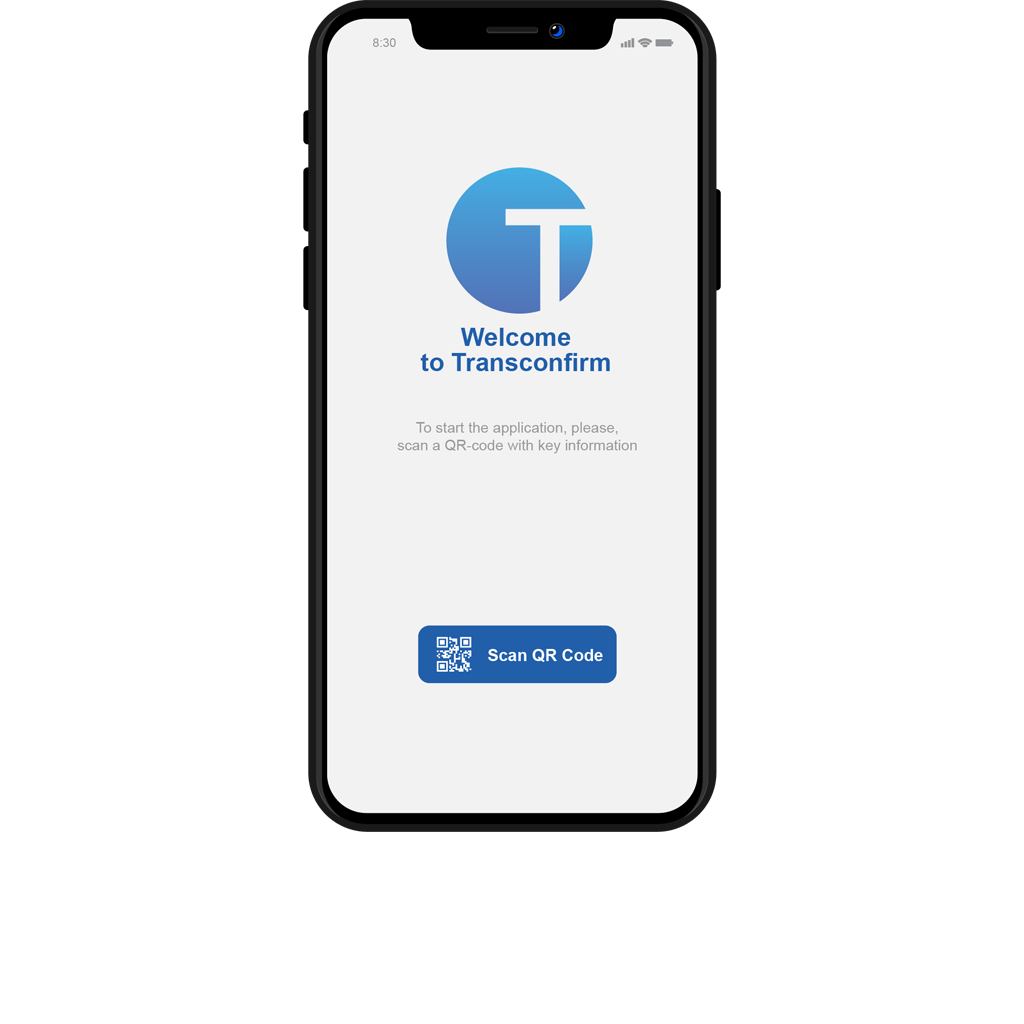 8:30
T
Welcome
to Transconfirm
To start the application, please,
scan a QR-code with key information
Scan QR Code